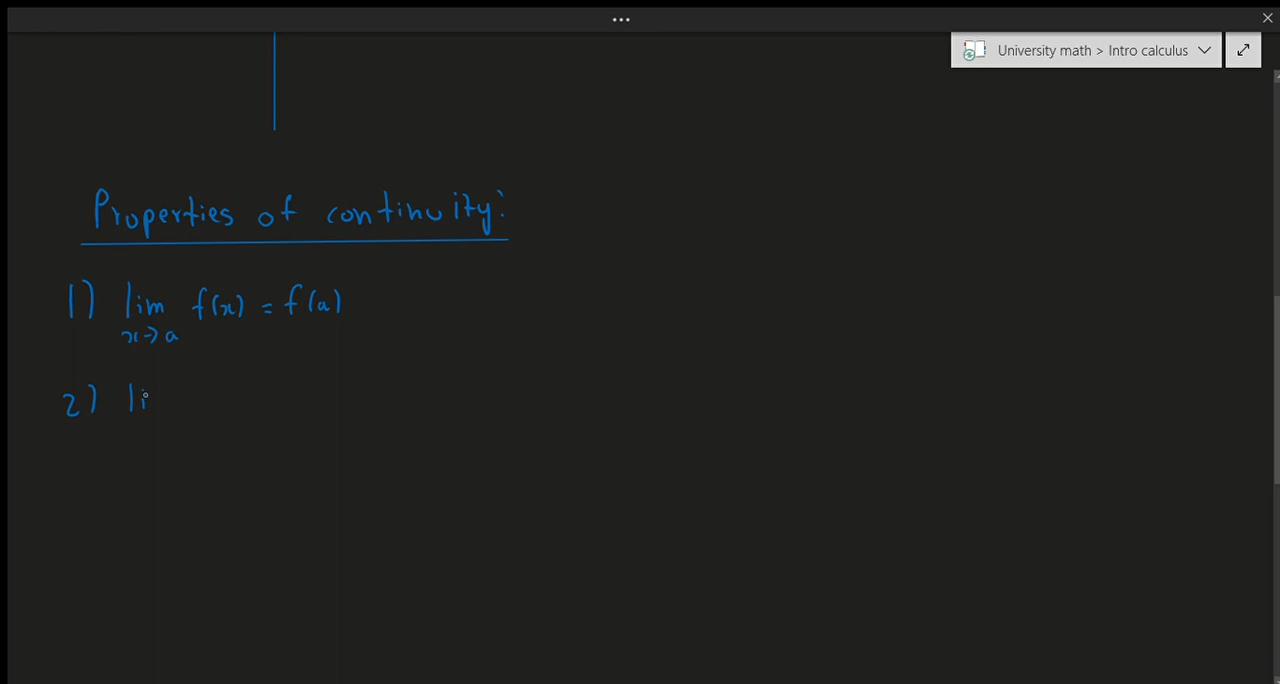 •••
University math > Intro calculus
Properties of continuity:
1) lim f(x) = f(a)
x→a
2) li